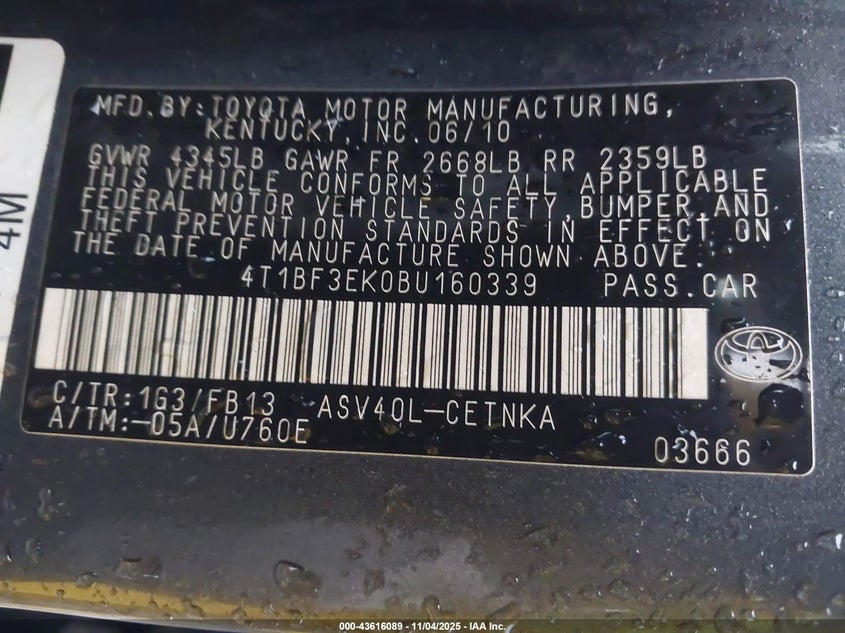 MFD. BY: TOYOTA MOTOR MANUFACTURING,
KENTUCKY, INC. 06/10
GVWR 4345LB GAWR FR 2668LB RR 2359LB
THIS VEHICLE CONFORMS TO ALL APPLICABLE
FEDERAL MOTOR VEHICLE SAFETY, BUMPER, AND
THEFT PREVENTION STANDARDS IN EFFECT ON
THE DATE OF MANUFACTURE SHOWN ABOVE.
4T1BF3EK0BU160339 PASS. CAR
C/TR: 1G3/FB13 ASV40L-CETNKA
A/TM:-05A/U760E
03666
4M
000-43616089 - 11/04/2025 - IAA Inc.